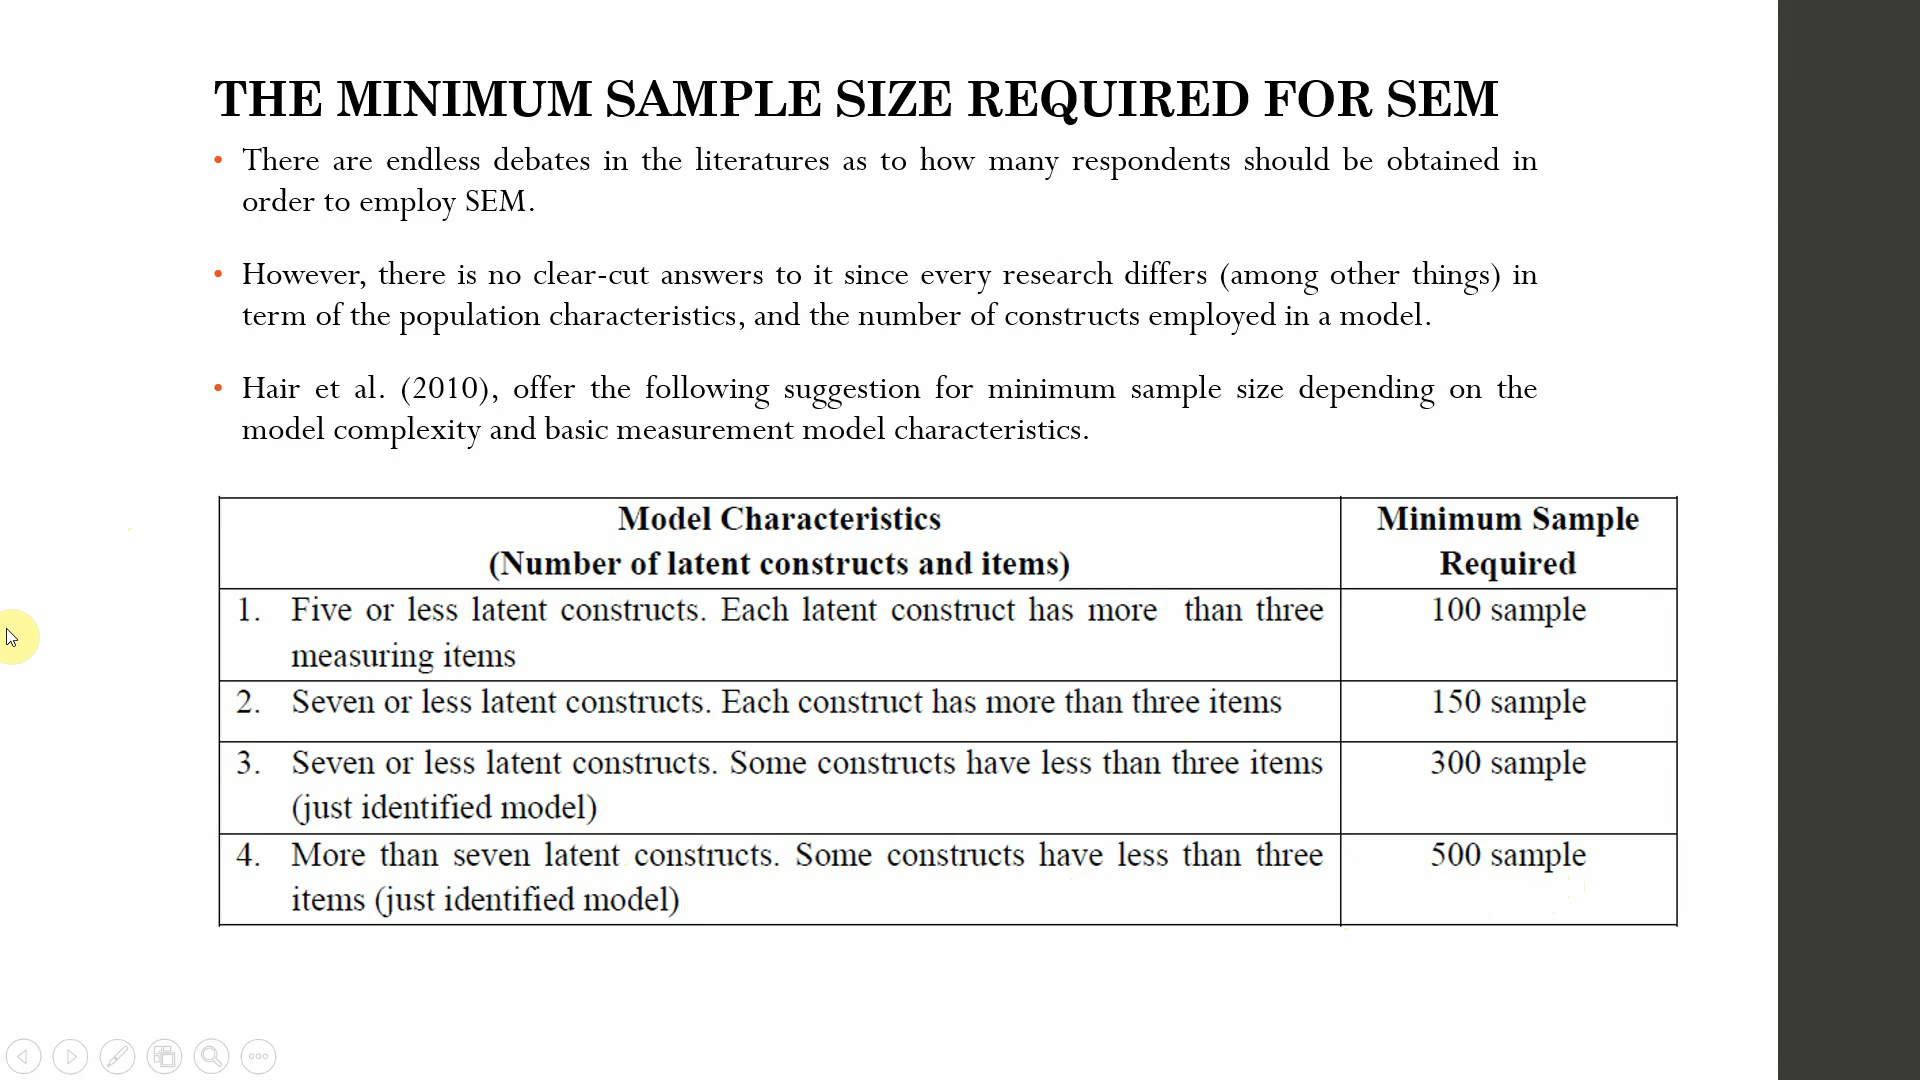 THE MINIMUM SAMPLE SIZE REQUIRED FOR SEM
• There are endless debates in the literatures as to how many respondents should be obtained in
order to employ SEM.
• However, there is no clear-cut answers to it since every research differs (among other things) in
term of the population characteristics, and the number of constructs employed in a model.
• Hair et al. (2010), offer the following suggestion for minimum sample size depending on the
model complexity and basic measurement model characteristics.
Model Characteristics
(Number of latent constructs and items)
Minimum Sample
Required
1. Five or less latent constructs. Each latent construct has more than three
measuring items
100 sample
2. Seven or less latent constructs. Each construct has more than three items
150 sample
3. Seven or less latent constructs. Some constructs have less than three items
(just identified model)
300 sample
4. More than seven latent constructs. Some constructs have less than three
items (just identified model)
500 sample